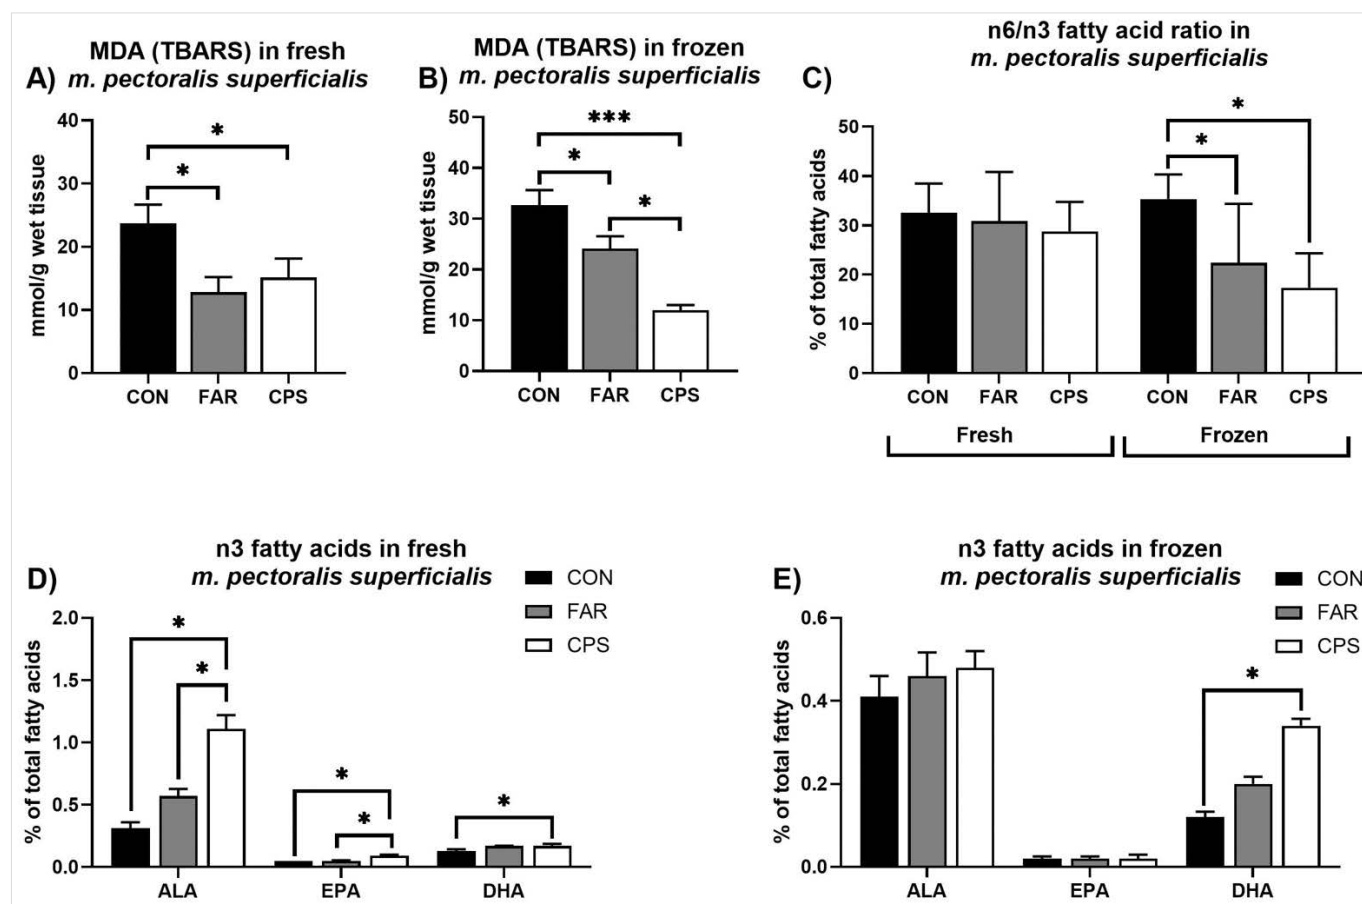 MDA (TBARS) in fresh
A) m. pectoralis superficialis
mmol/g wet tissue
40
30
20
10
0
*
*
CON FAR CPS
MDA (TBARS) in frozen
B) m. pectoralis superficialis
mmol/g wet tissue
50
40
30
20
10
0
***
*
*
CON FAR CPS
n6/n3 fatty acid ratio in
C) m. pectoralis superficialis
% of total fatty acids
50
40
30
20
10
0
*
*
CON FAR CPS CON FAR CPS
Fresh Frozen
n3 fatty acids in fresh
D) m. pectoralis superficialis
CON
FAR
CPS
% of total fatty acids
2.0
1.5
1.0
0.5
0.0
*
*
*
*
*
ALA EPA DHA
n3 fatty acids in frozen
E) m. pectoralis superficialis
CON
FAR
CPS
% of total fatty acids
0.6
0.4
0.2
0.0
*
ALA EPA DHA